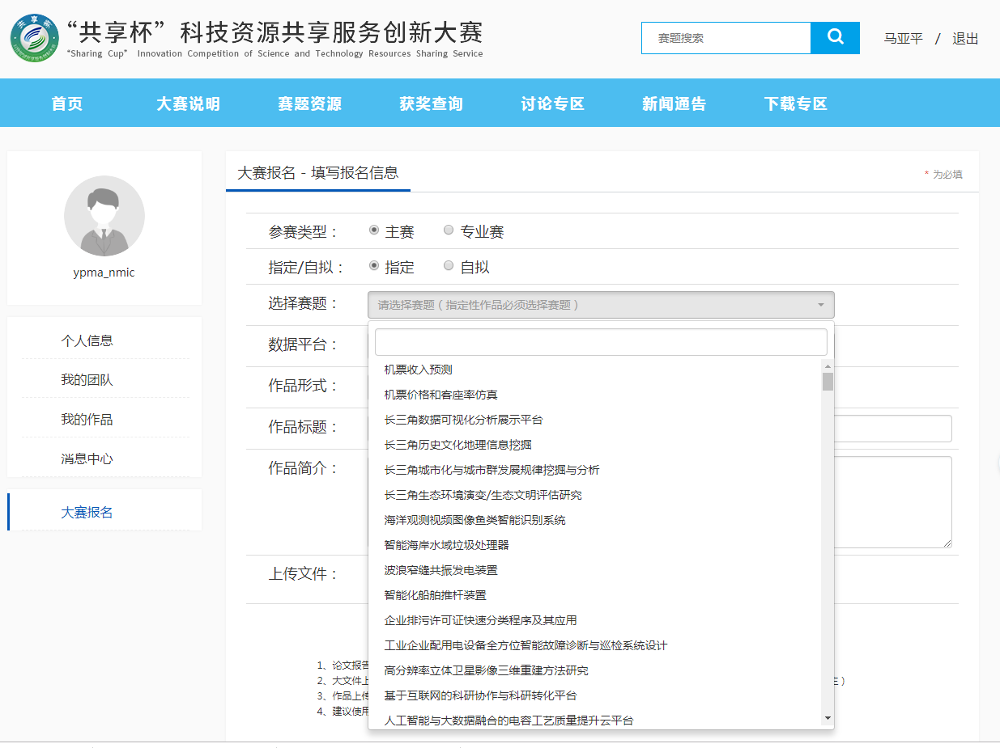 “共享杯”科技资源共享服务创新大赛
“Sharing Cup” Innovation Competition of Science and Technology Resources Sharing Service
赛题搜索
马亚平 / 退出
首页 大赛说明 赛题资源 获奖查询 讨论专区 新闻通告 下载专区
ypma_nmic
个人信息
我的团队
我的作品
消息中心
大赛报名
大赛报名 - 填写报名信息
* 为必填
参赛类型： 主赛 专业赛
指定/自拟： 指定 自拟
选择赛题： 请选择赛题（指定性作品必须选择赛题）
数据平台：
作品形式：
作品标题：
作品简介：
上传文件：
机票收入预测
机票价格和客座率仿真
长三角数据可视化分析展示平台
长三角历史文化地理信息挖掘
长三角城市化与城市群发展规律挖掘与分析
长三角生态环境演变/生态文明评估研究
海洋观测视频图像鱼类智能识别系统
智能海岸水域垃圾处理器
波浪窄缝共振发电装置
智能化船舶推杆装置
企业排污许可证快速分类程序及其应用
工业企业配用电设备全方位智能故障诊断与巡检系统设计
高分辨率立体卫星影像三维重建方法研究
基于互联网的科研协作与科研转化平台
人工智能与大数据融合的电容工艺质量提升云平台
1、论文报告
2、大文件上
3、作品上传
4、建议使用